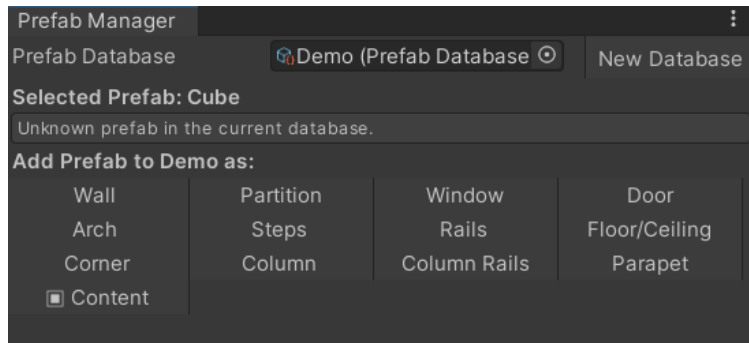 Prefab Manager
Prefab Database Demo (Prefab Database New Database
Selected Prefab: Cube
Unknown prefab in the current database.
Add Prefab to Demo as:
Wall Partition Window Door
Arch Steps Rails Floor/Ceiling
Corner Column Column Rails Parapet
Content